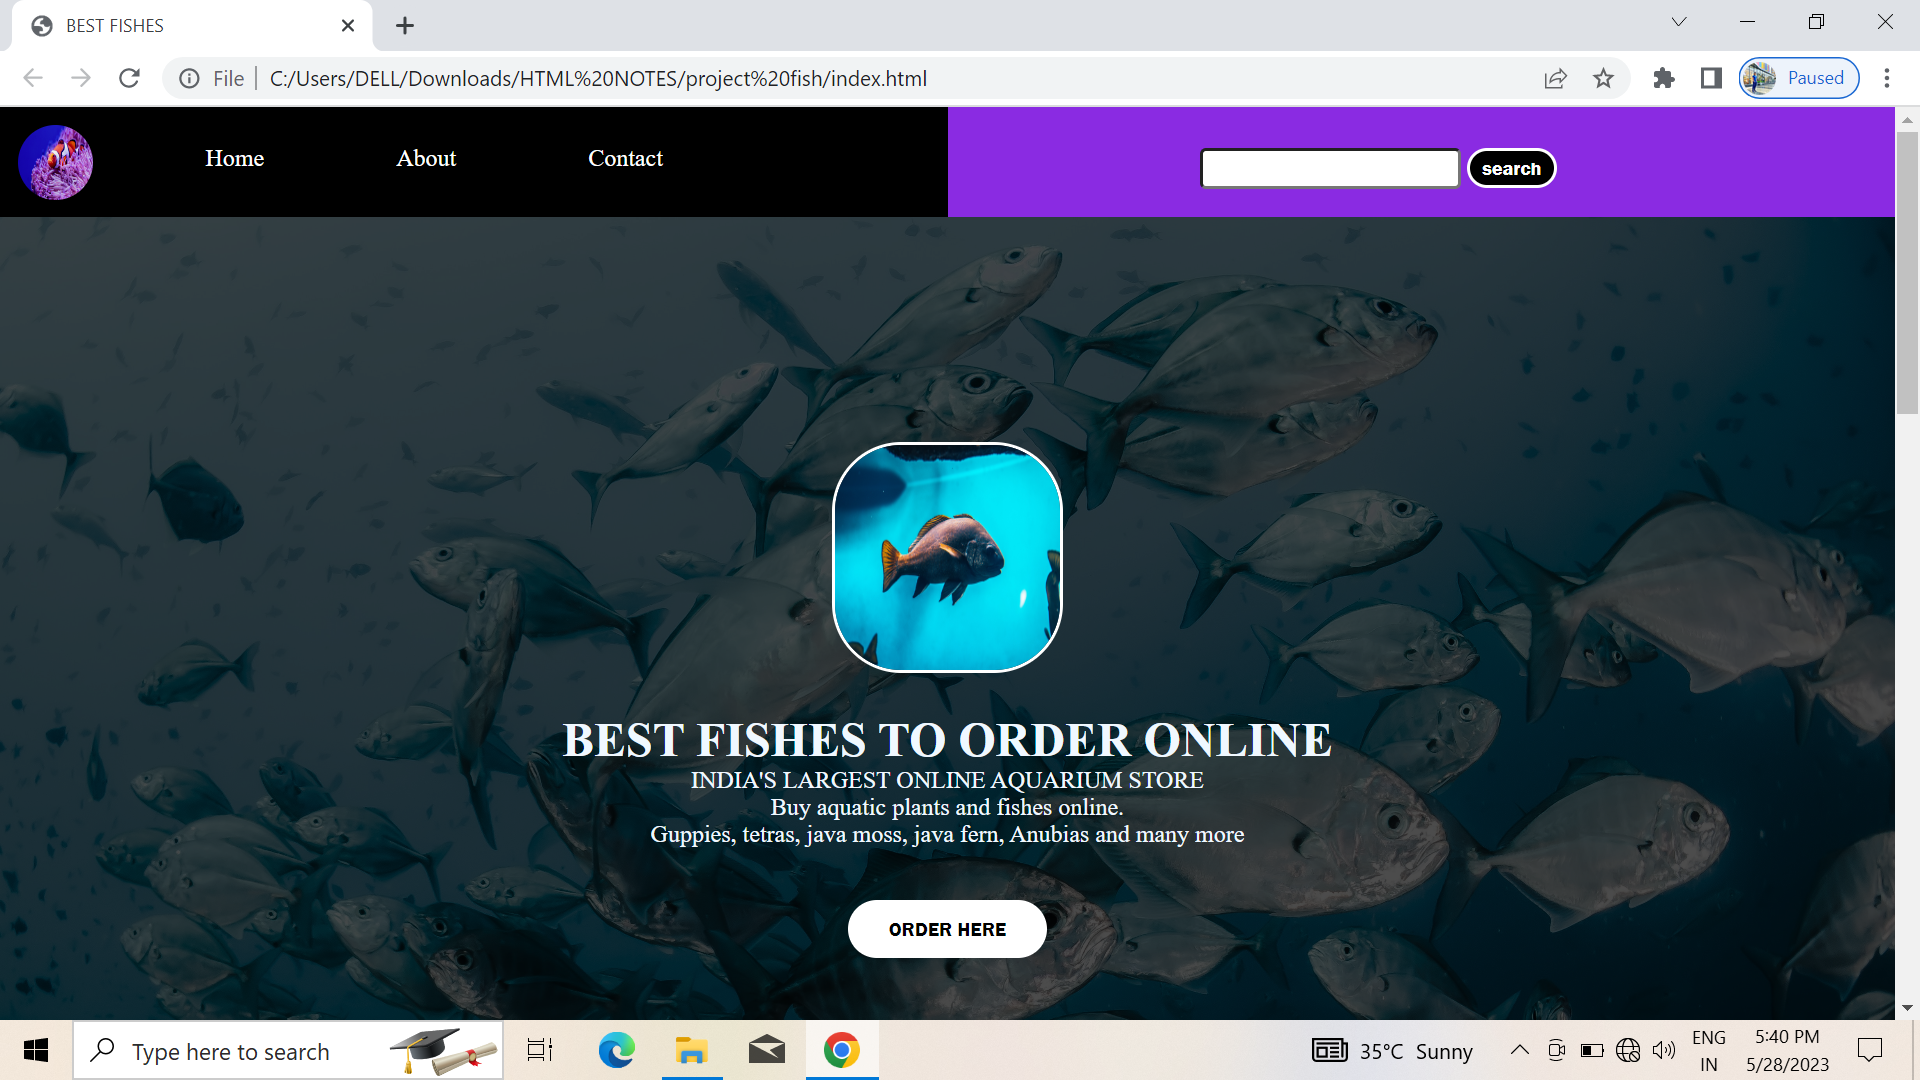 BEST FISHES
File
C:/Users/DELL/Downloads/HTML%20NOTES/project%20fish/index.html
Paused
Home About Contact
search
BEST FISHES TO ORDER ONLINE
INDIA'S LARGEST ONLINE AQUARIUM STORE
Buy aquatic plants and fishes online.
Guppies, tetras, java moss, java fern, Anubias and many more
ORDER HERE
Type here to search
35°C Sunny
ENG
IN
5:40 PM
5/28/2023